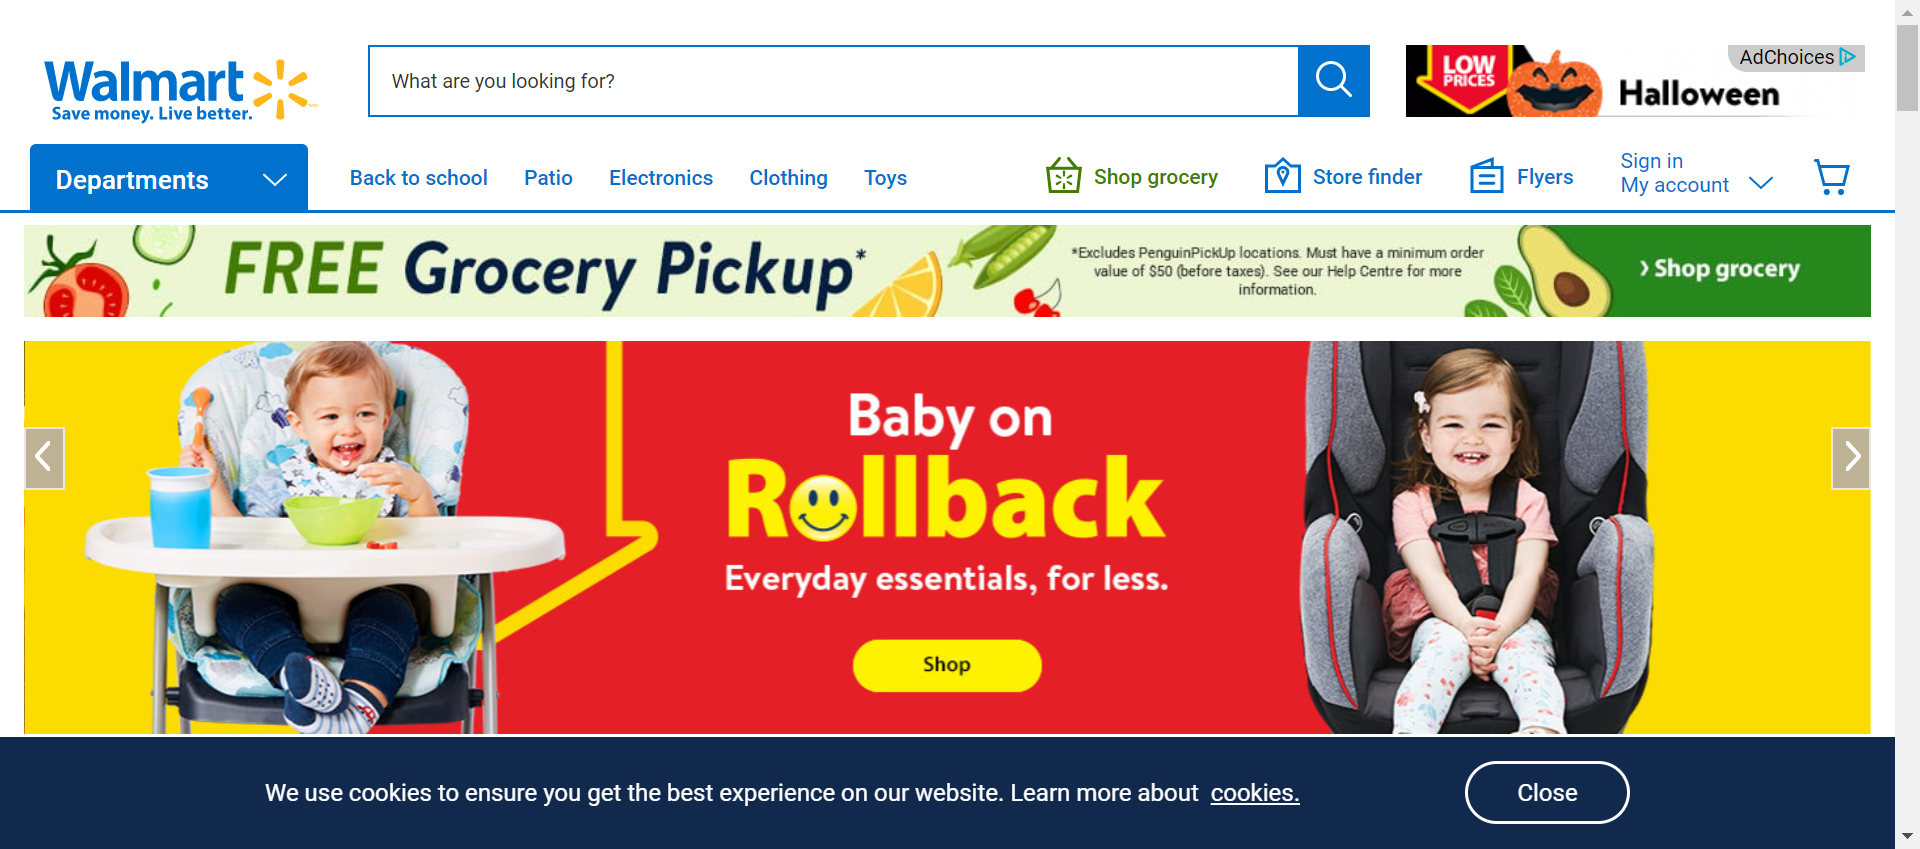 Walmart
Save money. Live better.
What are you looking for?
LOW
PRICES
Halloween
AdChoices
Departments
Back to school
Patio
Electronics
Clothing
Toys
Shop grocery
Store finder
Flyers
Sign in
My account
FREE Grocery Pickup*
*Excludes PenguinPickUp locations. Must have a minimum order
value of $50 (before taxes). See our Help Centre for more
information.
› Shop grocery
Baby on
Rollback
Everyday essentials, for less.
Shop
We use cookies to ensure you get the best experience on our website. Learn more about cookies.
Close